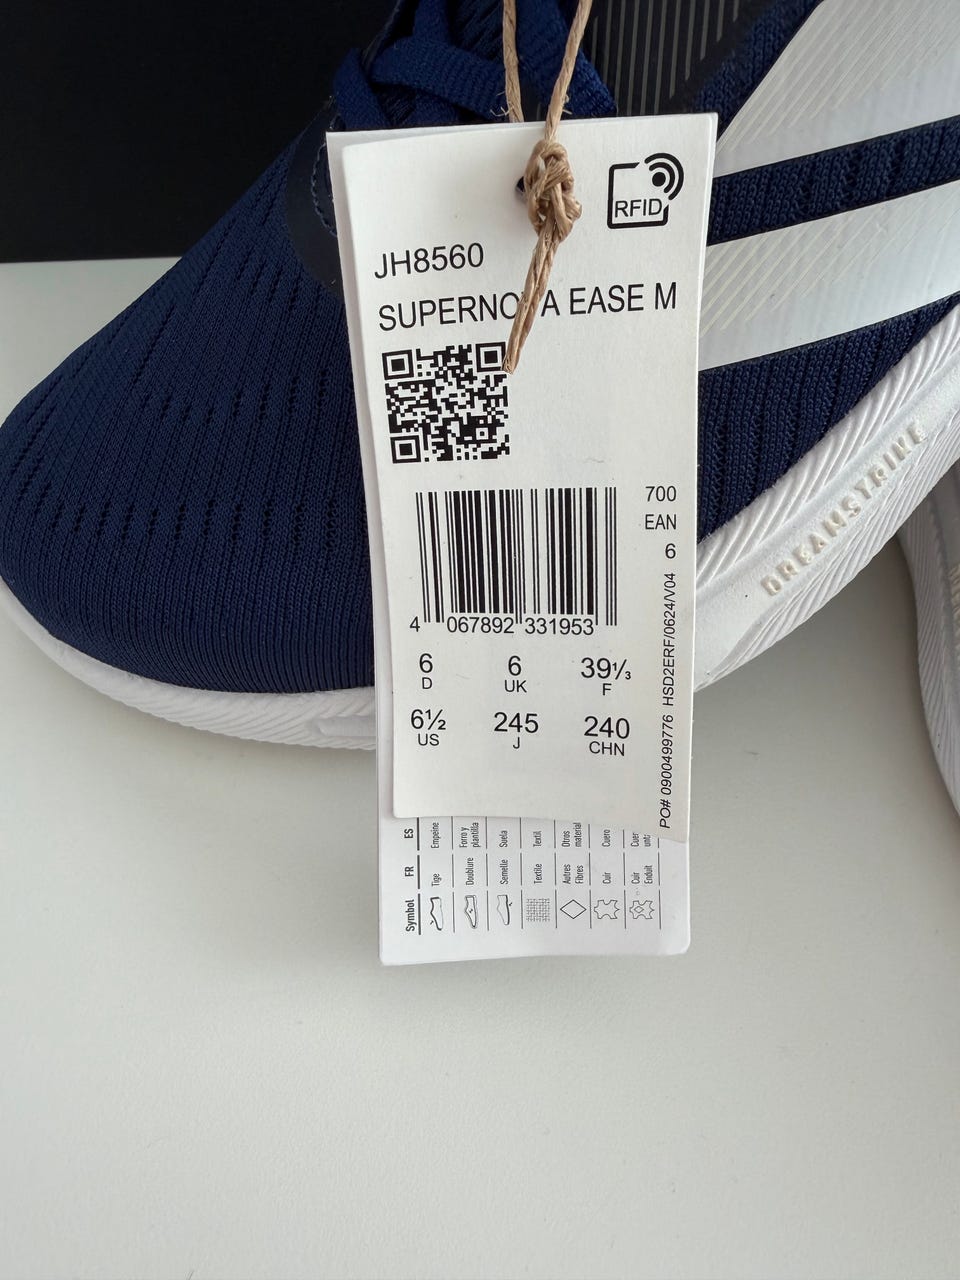 RFID
JH8560
SUPERNOVA EASE M
700
EAN
6
4 067892 331953
6 6 39⅓
D UK F
6½ 245 240
US J CHN
PO# 0900499776 HSD2ERF/0624/V04
ES Empeine Forro y plantilla Suela Textil Otros material Cuero
FR Tige Doublure Semelle Textile Autres Fibres Cuir Cuir Enduit
Symbol
DREAMSTRIKE